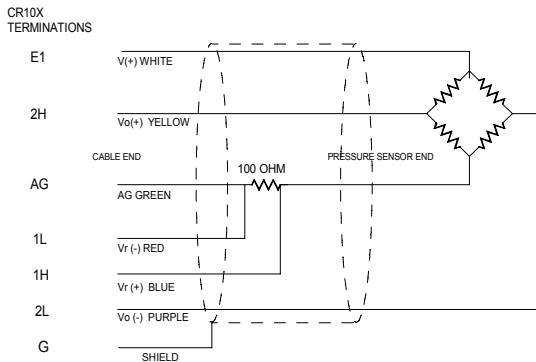 CR10X
TERMINATIONS
E1
V(+) WHITE
2H
Vo(+) YELLOW
CABLE END
100 OHM
PRESSURE SENSOR END
AG
AG GREEN
1L
Vr (-) RED
1H
Vr (+) BLUE
2L
Vo (-) PURPLE
G
SHIELD